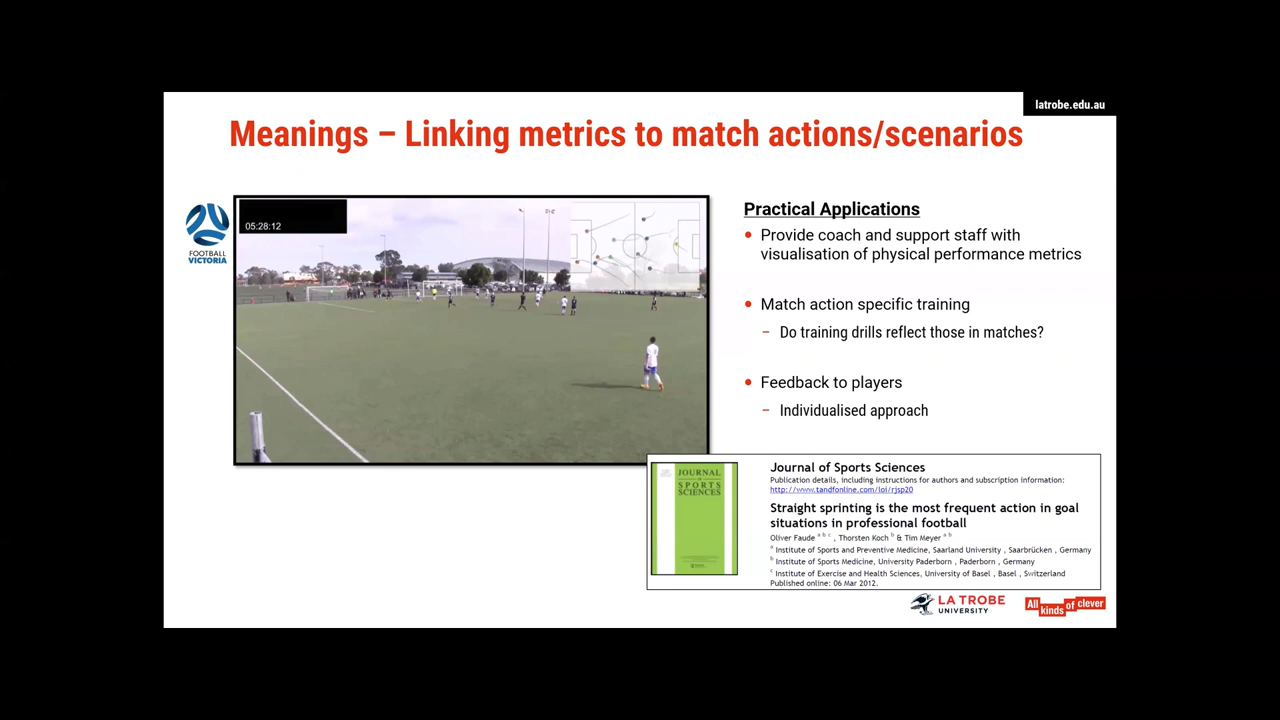 latrobe.edu.au
Meanings – Linking metrics to match actions/scenarios
05:28:12
FOOTBALL
VICTORIA
Practical Applications
• Provide coach and support staff with
visualisation of physical performance metrics
• Match action specific training
– Do training drills reflect those in matches?
• Feedback to players
– Individualised approach
JOURNAL
OF
SPORTS
SCIENCES
Journal of Sports Sciences
Publication details, including instructions for authors and subscription information:
http://www.tandfonline.com/loi/rjsp20
Straight sprinting is the most frequent action in goal
situations in professional football
Oliver Faude a b c , Thorsten Koch b & Tim Meyer a b
a Institute of Sports and Preventive Medicine, Saarland University , Saarbrücken , Germany
b Institute of Sports Medicine, University Paderborn , Paderborn , Germany
c Institute of Exercise and Health Sciences, University of Basel , Basel , Switzerland
Published online: 06 Mar 2012.
LA TROBE
UNIVERSITY
All kinds of clever